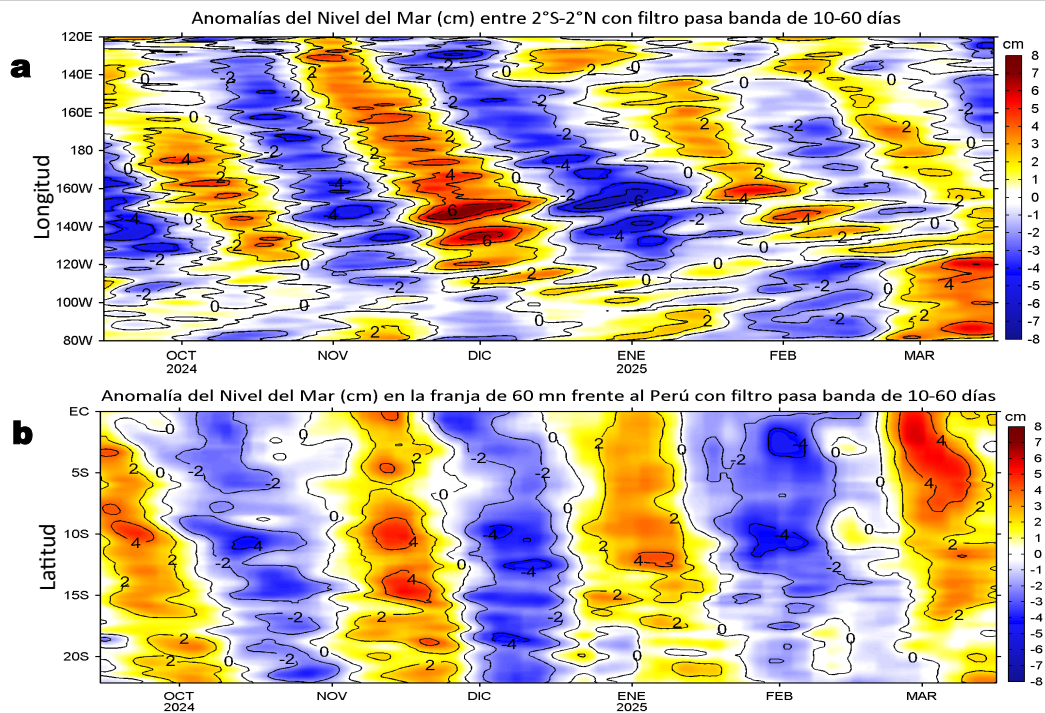 Anomalías del Nivel del Mar (cm) entre 2°S-2°N con filtro pasa banda de 10-60 días
a
Longitud
120E
140E
160E
180
160W
140W
120W
100W
80W
OCT
2024
NOV
DIC
ENE
2025
FEB
MAR
cm
8
7
6
5
4
3
2
1
0
-1
-2
-3
-4
-5
-6
-7
-8
Anomalía del Nivel del Mar (cm) en la franja de 60 mn frente al Perú con filtro pasa banda de 10-60 días
b
Latitud
EC
5S
10S
15S
20S
OCT
2024
NOV
DIC
ENE
2025
FEB
MAR
cm
8
7
6
5
4
3
2
1
0
-1
-2
-3
-4
-5
-6
-7
-8